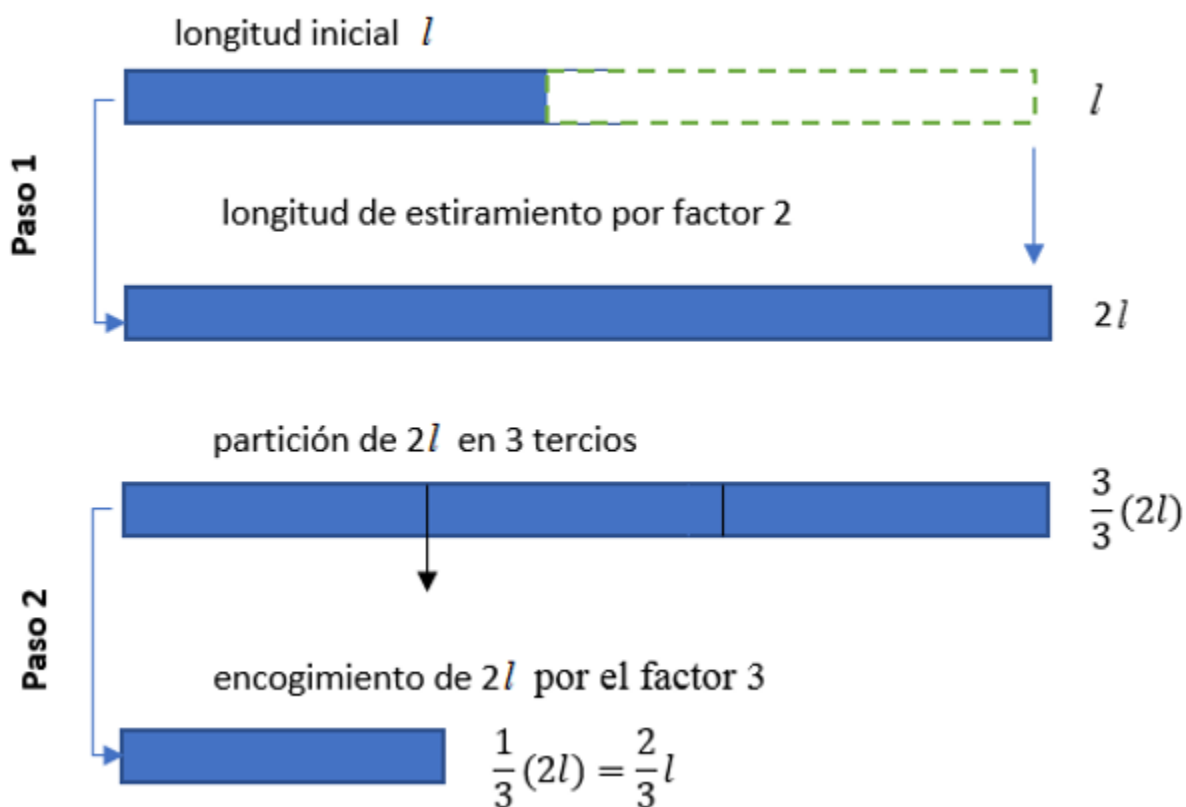 longitud inicial l
l
Paso 1
longitud de estiramiento por factor 2
2l
partición de 2l en 3 tercios
3/3 (2l)
Paso 2
encogimiento de 2l por el factor 3
1/3 (2l) = 2/3 l